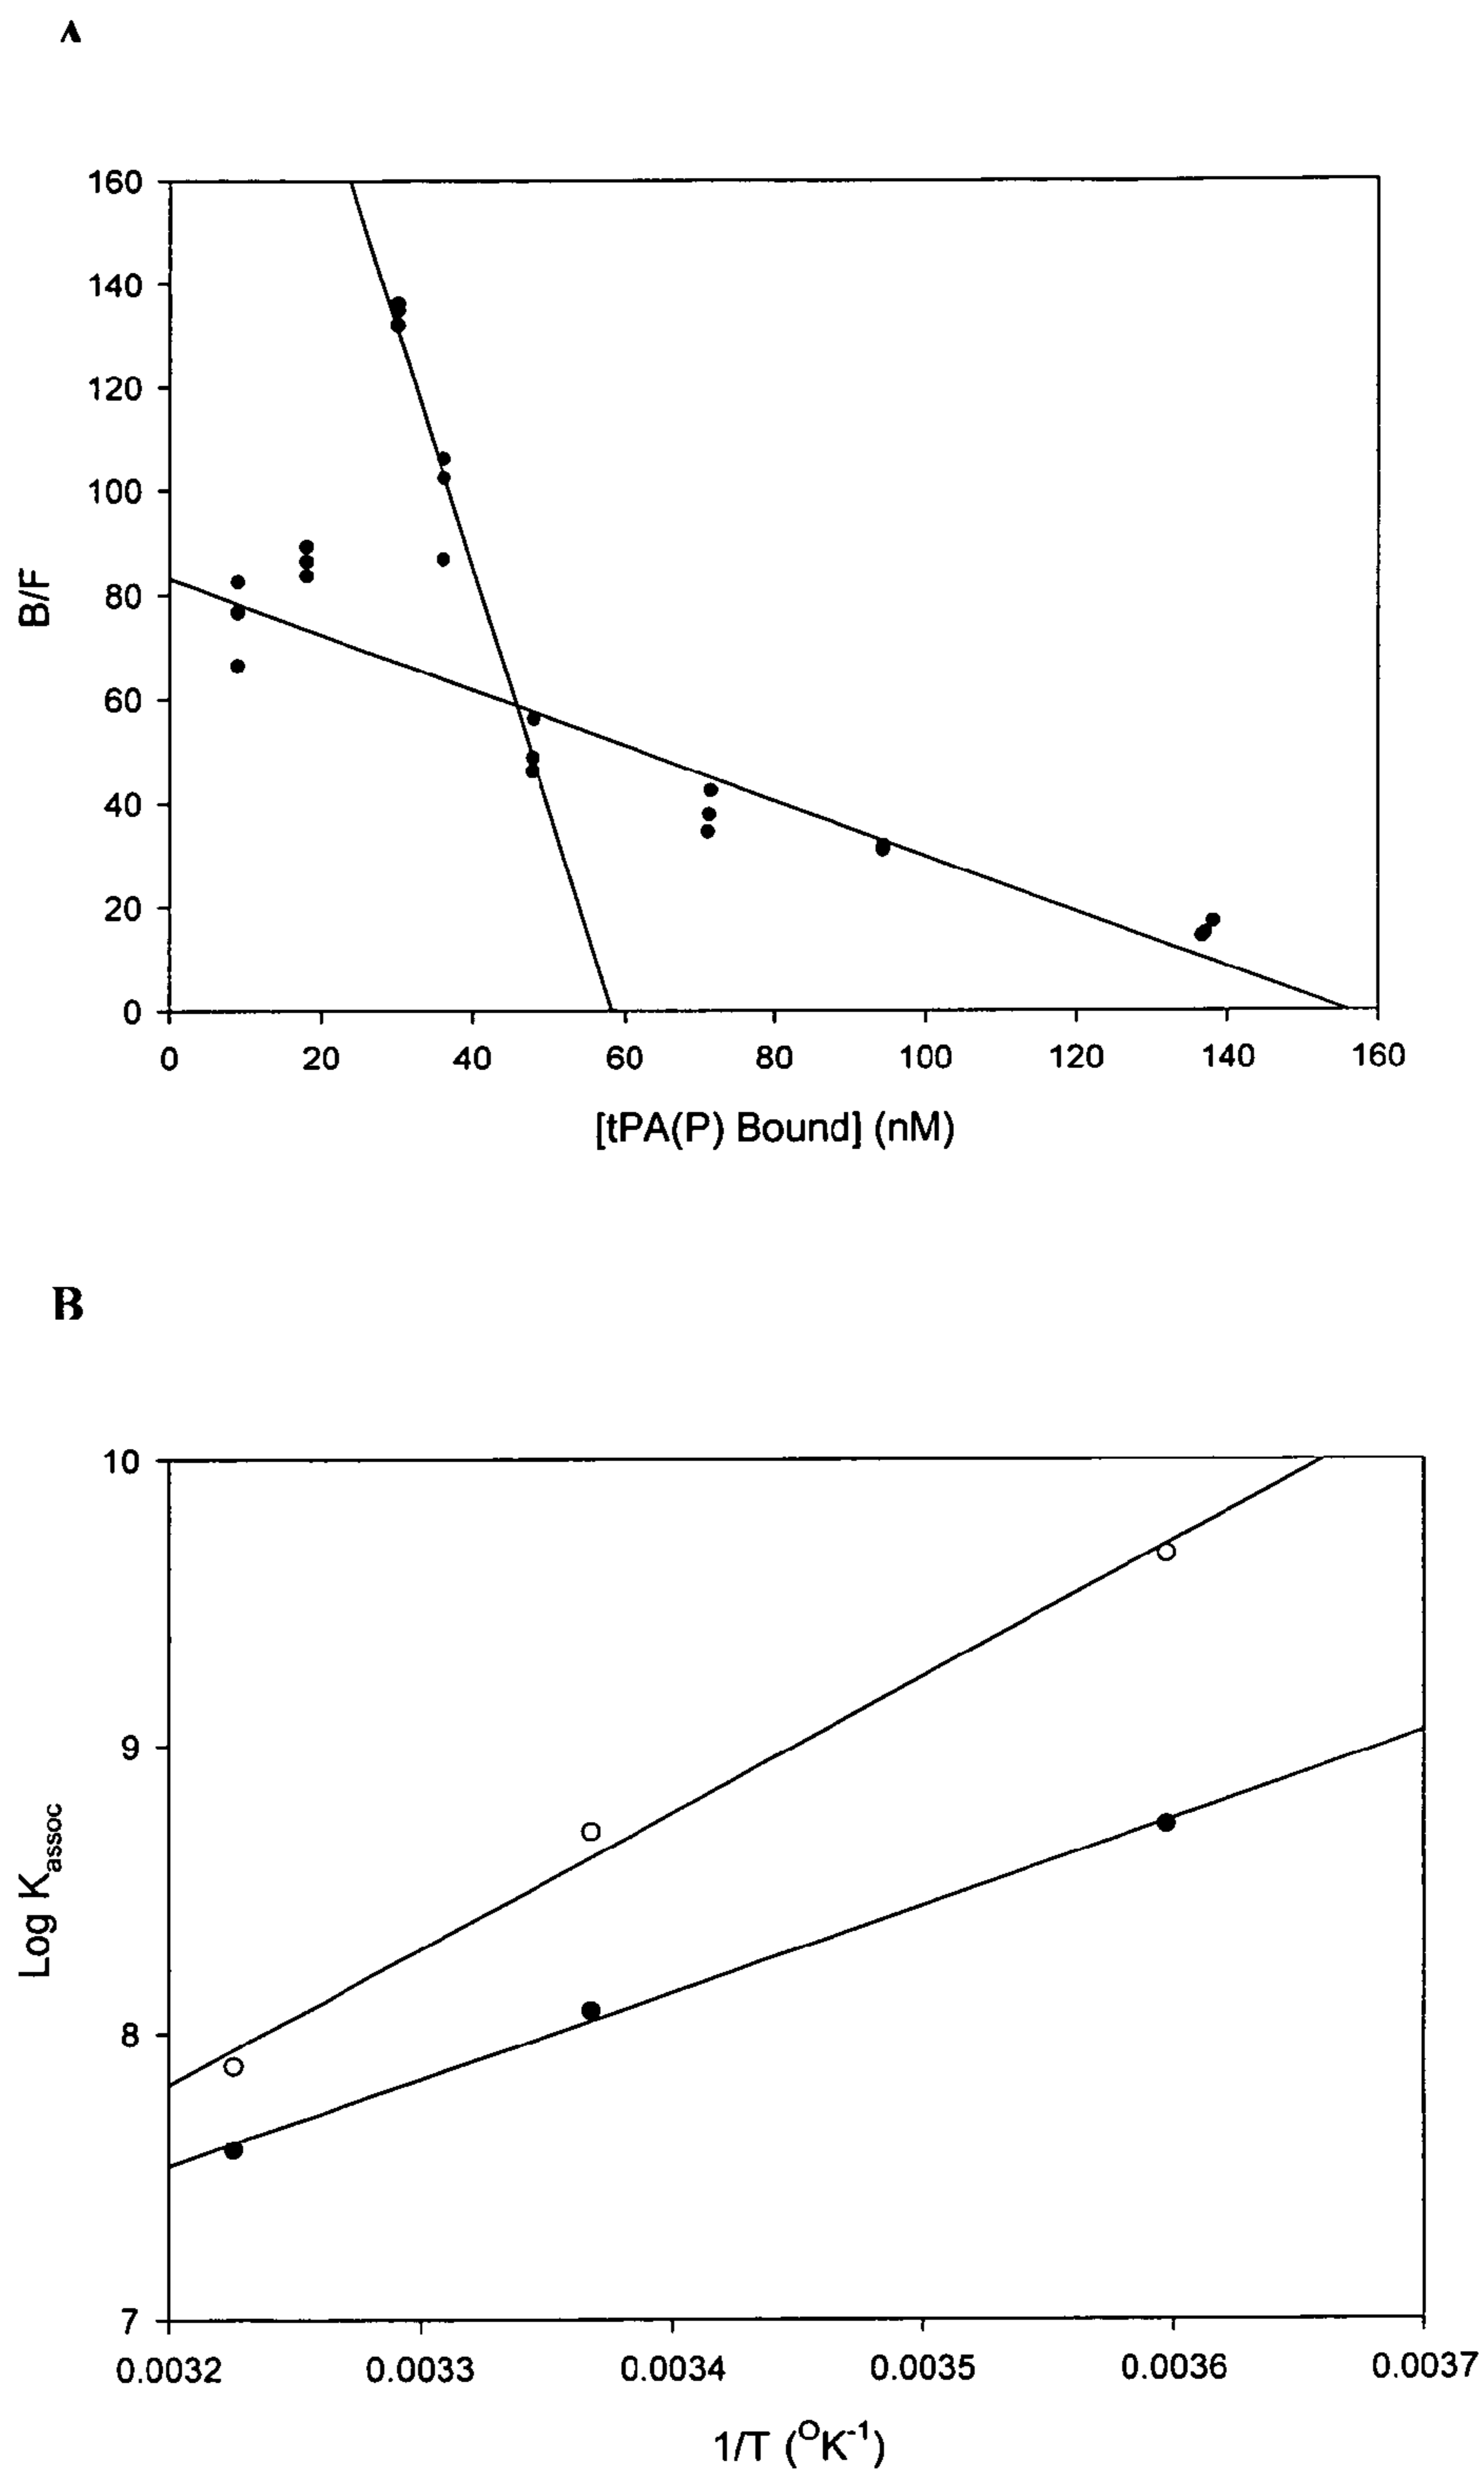 A
160
140
120
100
80
60
40
20
0
B/F
0 20 40 60 80 100 120 140 160
[tPA(P) Bound] (nM)
B
10
9
8
7
Log Kassoc
0.0032 0.0033 0.0034 0.0035 0.0036 0.0037
1/T (°K⁻¹)